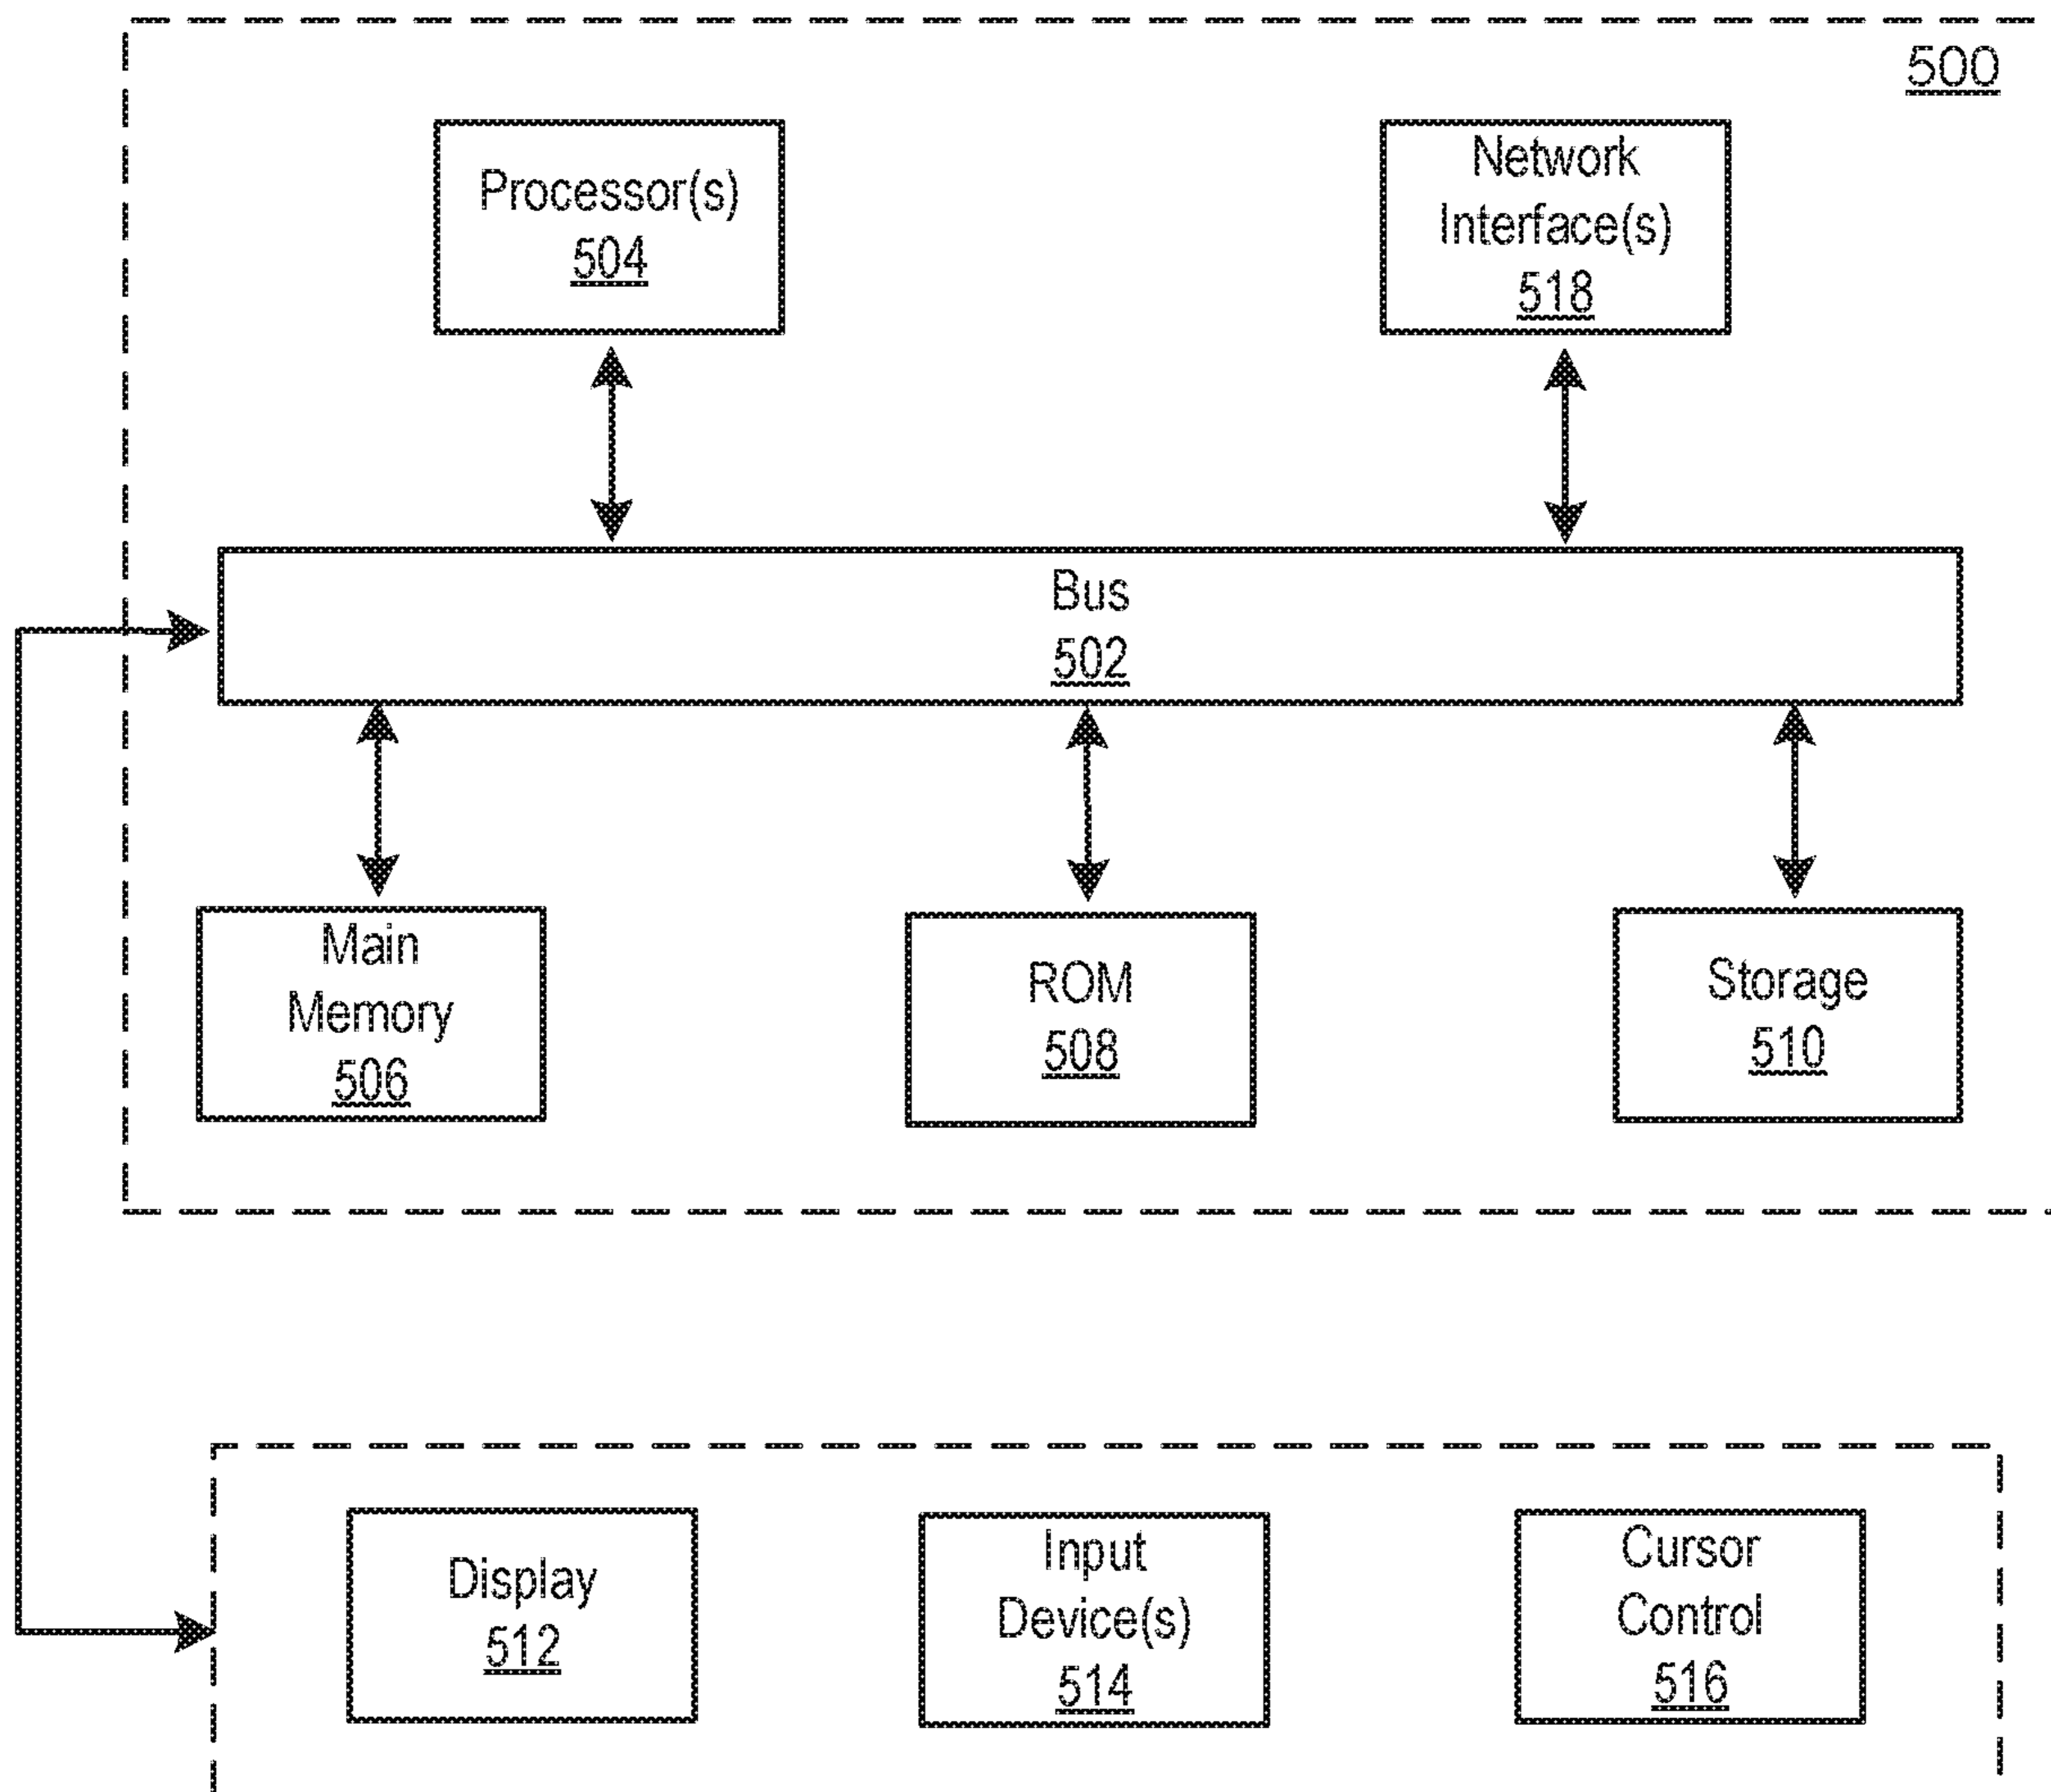 500
Processor(s)
504
Network
Interface(s)
518
Bus
502
Main
Memory
506
ROM
508
Storage
510
Display
512
Input
Device(s)
514
Cursor
Control
516